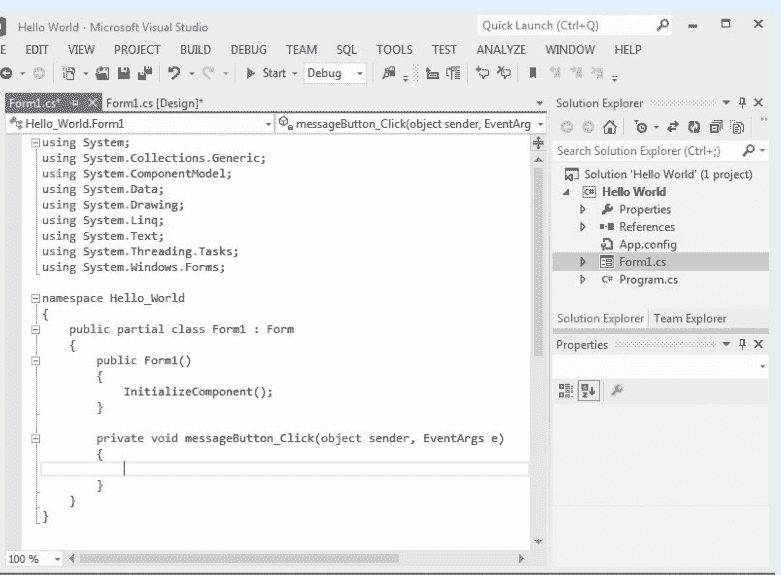 Hello World - Microsoft Visual Studio
Quick Launch (Ctrl+Q)
E EDIT VIEW PROJECT BUILD DEBUG TEAM SQL TOOLS TEST ANALYZE WINDOW HELP
Start Debug
Form1.cs* Form1.cs [Design]*
Hello_World.Form1 messageButton_Click(object sender, EventArg
using System;
using System.Collections.Generic;
using System.ComponentModel;
using System.Data;
using System.Drawing;
using System.Linq;
using System.Text;
using System.Threading.Tasks;
using System.Windows.Forms;
namespace Hello_World
{
public partial class Form1 : Form
{
public Form1()
{
InitializeComponent();
}
private void messageButton_Click(object sender, EventArgs e)
{
}
}
}
100 %
Solution Explorer
Search Solution Explorer (Ctrl+;)
Solution 'Hello World' (1 project)
C# Hello World
Properties
References
App.config
Form1.cs
C# Program.cs
Solution Explorer Team Explorer
Properties